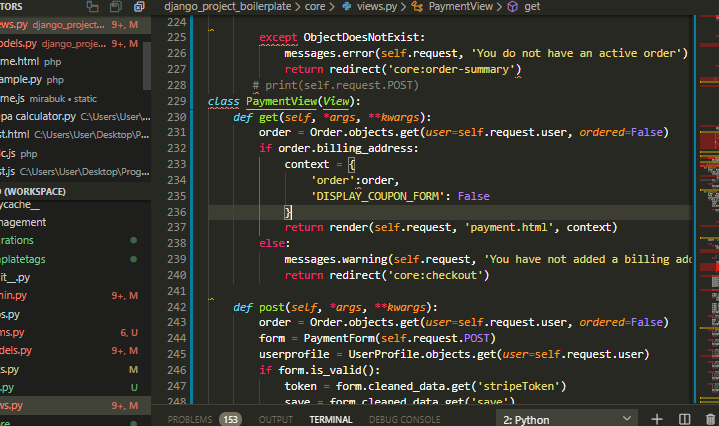 TORS
django_project_boilerplate > core > views.py > PaymentView > get
ews.py django_project... 9+, M
odels.py django_proje... 9+, M
ome.html php
ample.py php
me.js mirabuk • static
upa calculator.py C:\Users\User...
st.html C:\Users\User\Desktop\P...
ic.js php
st.js C:\Users\User\Desktop\Prog...
D (WORKSPACE)
ycache__
nagement
rations
platetags
it__.py
min.py 9+, M
os.py
ms.py 6, U
dels.py 9+, M
s.py M
.py U
ws.py 9+, M
re
224
225 except ObjectDoesNotExist:
226 messages.error(self.request, 'You do not have an active order')
227 return redirect('core:order-summary')
228 # print(self.request.POST)
229 class PaymentView(View):
230 def get(self, *args, **kwargs):
231 order = Order.objects.get(user=self.request.user, ordered=False)
232 if order.billing_address:
233 context = {
234 'order':order,
235 'DISPLAY_COUPON_FORM': False
236 }
237 return render(self.request, 'payment.html', context)
238 else:
239 messages.warning(self.request, 'You have not added a billing add
240 return redirect('core:checkout')
241
242 def post(self, *args, **kwargs):
243 order = Order.objects.get(user=self.request.user, ordered=False)
244 form = PaymentForm(self.request.POST)
245 userprofile = UserProfile.objects.get(user=self.request.user)
246 if form.is_valid():
247 token = form.cleaned_data.get('stripeToken')
248 save = form.cleaned_data.get('save')
PROBLEMS 153 OUTPUT TERMINAL DEBUG CONSOLE 2: Python